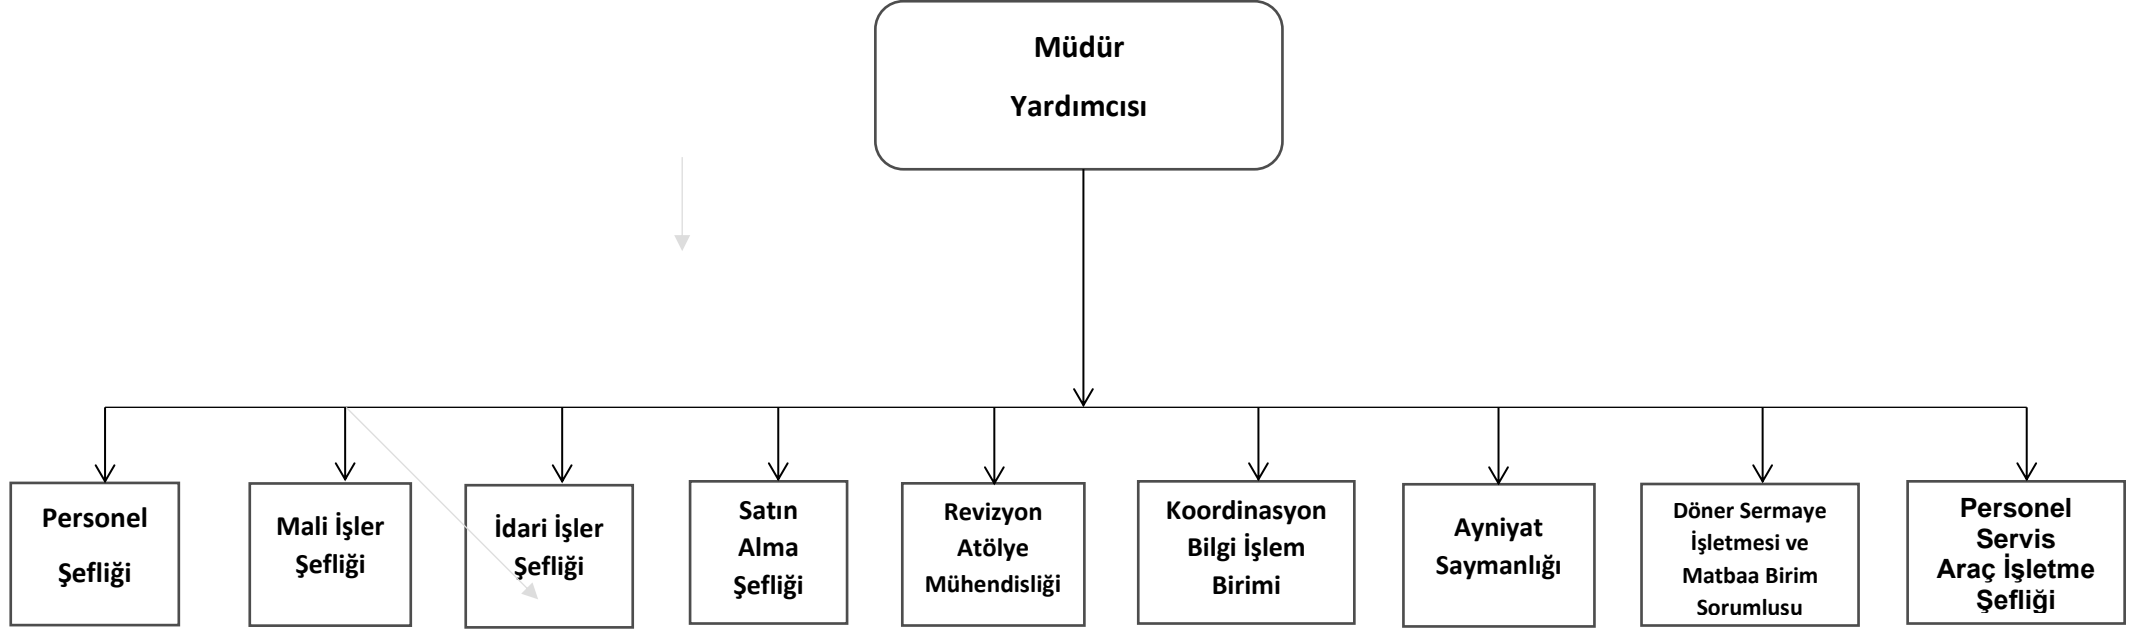 Müdür
Yardımcısı
Personel
Şefliği
Mali İşler
Şefliği
İdari İşler
Şefliği
Satın
Alma
Şefliği
Revizyon
Atölye
Mühendisliği
Koordinasyon
Bilgi İşlem
Birimi
Ayniyat
Saymanlığı
Döner Sermaye
İşletmesi ve
Matbaa Birim
Sorumlusu
Personel
Servis
Araç İşletme
Şefliği